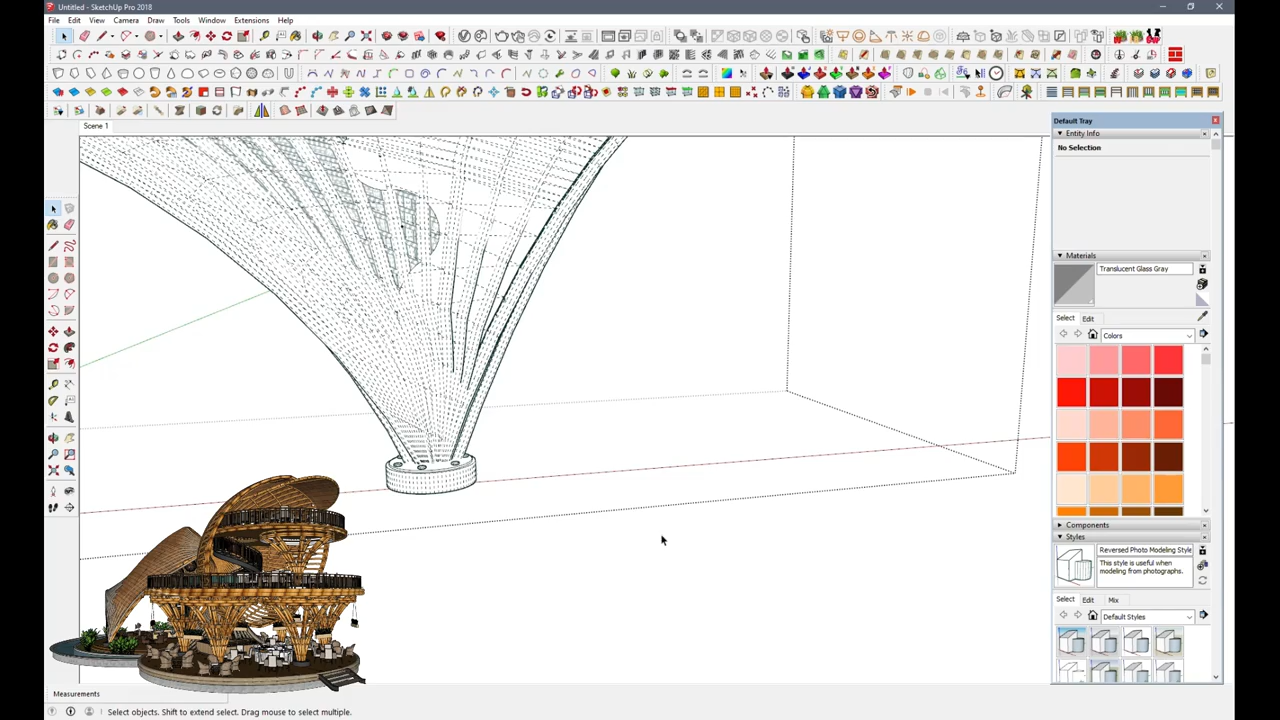 Untitled - SketchUp Pro 2018
File Edit View Camera Draw Tools Window Extensions Help
Scene 1
Default Tray
Entity Info
No Selection
Materials
Translucent Glass Gray
Select Edit
Colors
Components
Styles
Reversed Photo Modeling Style
This style is useful when
modeling from photographs.
Select Edit Mix
Default Styles
Measurements
Select objects. Shift to extend select. Drag mouse to select multiple.